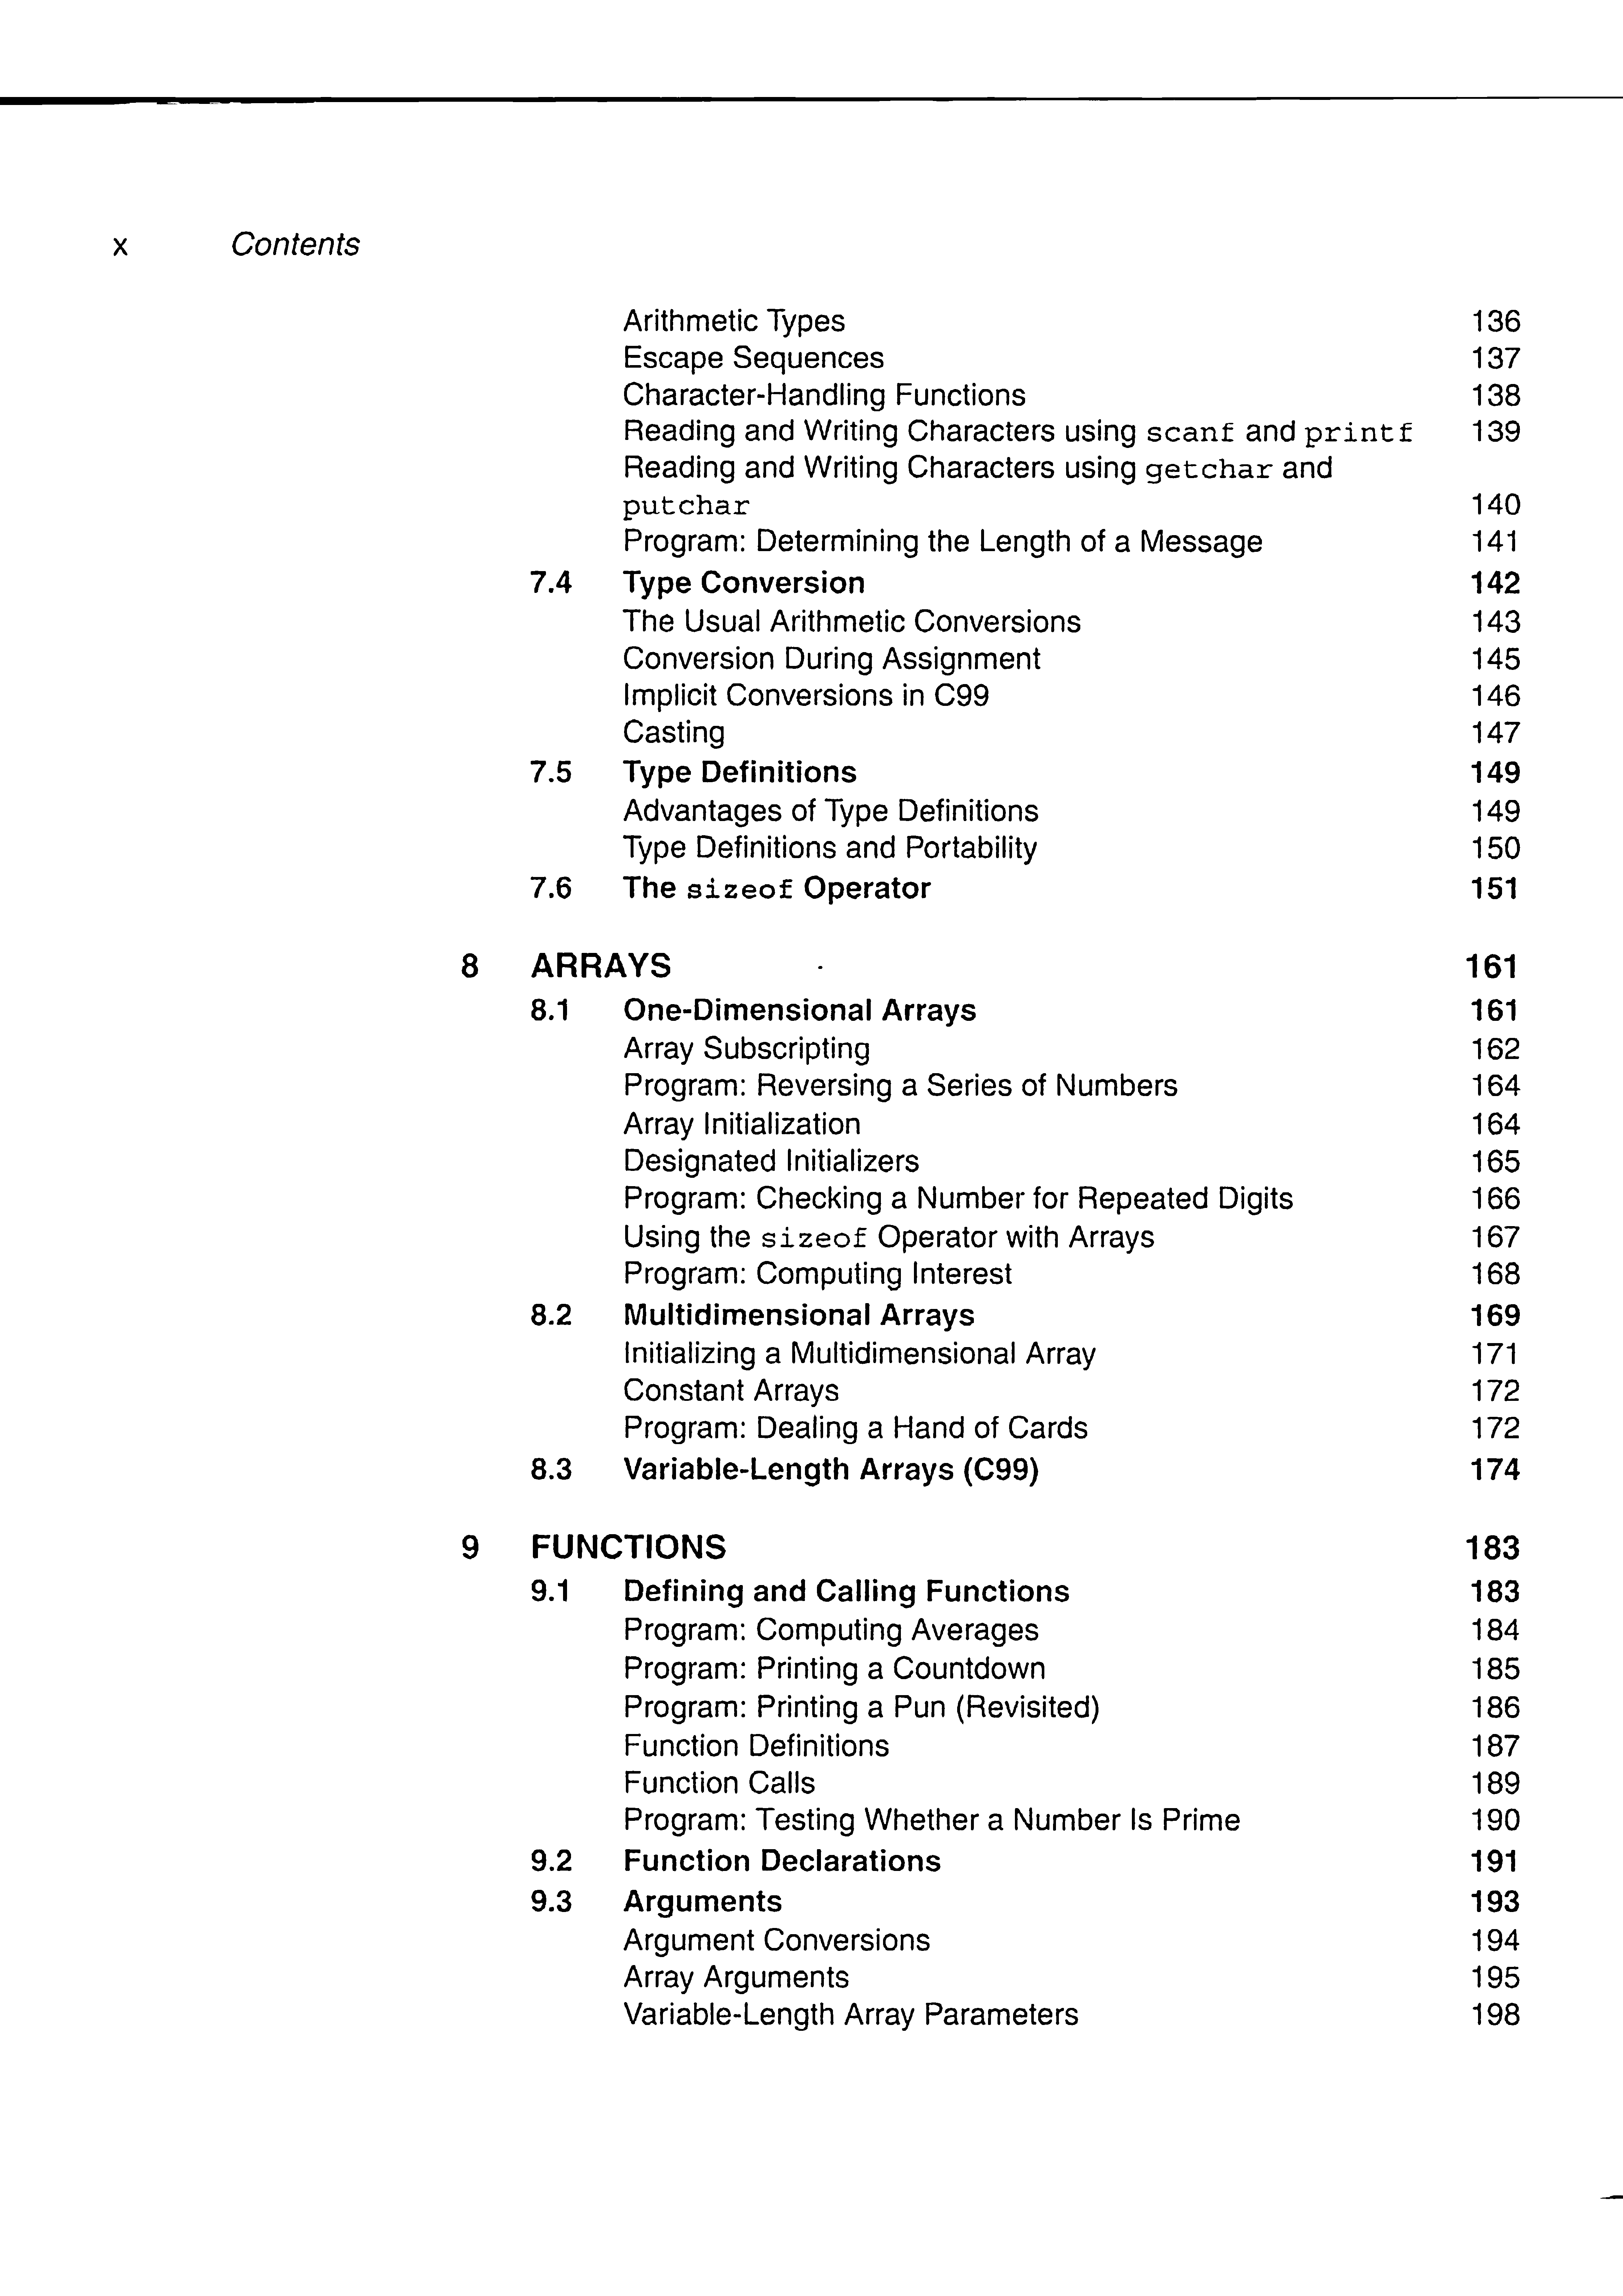 x Contents
Arithmetic Types 136
Escape Sequences 137
Character-Handling Functions 138
Reading and Writing Characters using scanf and printf 139
Reading and Writing Characters using getchar and
putchar 140
Program: Determining the Length of a Message 141
7.4 Type Conversion 142
The Usual Arithmetic Conversions 143
Conversion During Assignment 145
Implicit Conversions in C99 146
Casting 147
7.5 Type Definitions 149
Advantages of Type Definitions 149
Type Definitions and Portability 150
7.6 The sizeof Operator 151
8 ARRAYS 161
8.1 One-Dimensional Arrays 161
Array Subscripting 162
Program: Reversing a Series of Numbers 164
Array Initialization 164
Designated Initializers 165
Program: Checking a Number for Repeated Digits 166
Using the sizeof Operator with Arrays 167
Program: Computing Interest 168
8.2 Multidimensional Arrays 169
Initializing a Multidimensional Array 171
Constant Arrays 172
Program: Dealing a Hand of Cards 172
8.3 Variable-Length Arrays (C99) 174
9 FUNCTIONS 183
9.1 Defining and Calling Functions 183
Program: Computing Averages 184
Program: Printing a Countdown 185
Program: Printing a Pun (Revisited) 186
Function Definitions 187
Function Calls 189
Program: Testing Whether a Number Is Prime 190
9.2 Function Declarations 191
9.3 Arguments 193
Argument Conversions 194
Array Arguments 195
Variable-Length Array Parameters 198